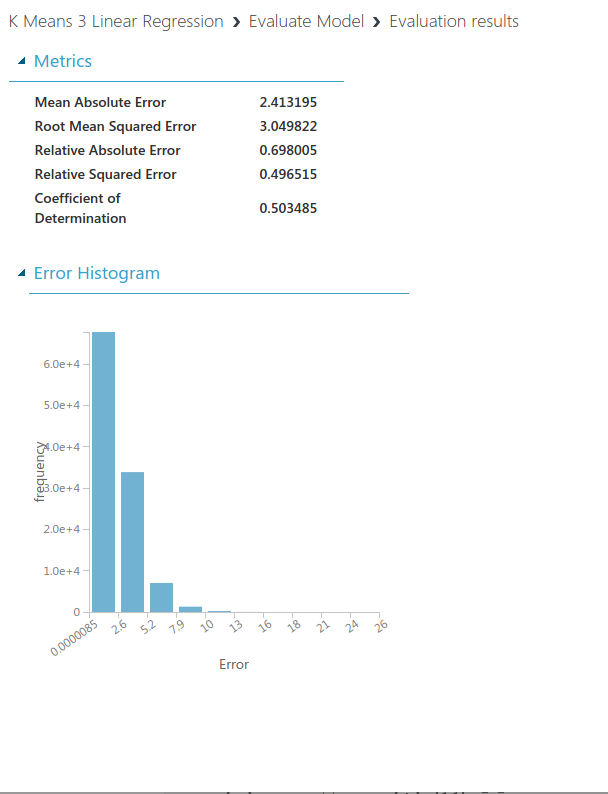 K Means 3 Linear Regression ❯ Evaluate Model ❯ Evaluation results
Metrics
Mean Absolute Error 2.413195
Root Mean Squared Error 3.049822
Relative Absolute Error 0.698005
Relative Squared Error 0.496515
Coefficient of
Determination 0.503485
Error Histogram
6.0e+4
5.0e+4
4.0e+4
3.0e+4
2.0e+4
1.0e+4
0
frequency
0.0000085 2.6 5.2 7.9 10 13 16 18 21 24 26
Error